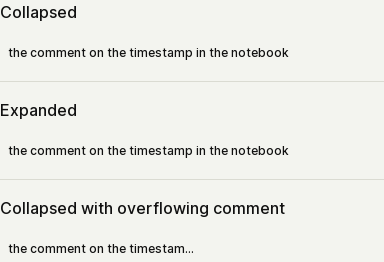 Collapsed
the comment on the timestamp in the notebook
Expanded
the comment on the timestamp in the notebook
Collapsed with overflowing comment
the comment on the timestam...